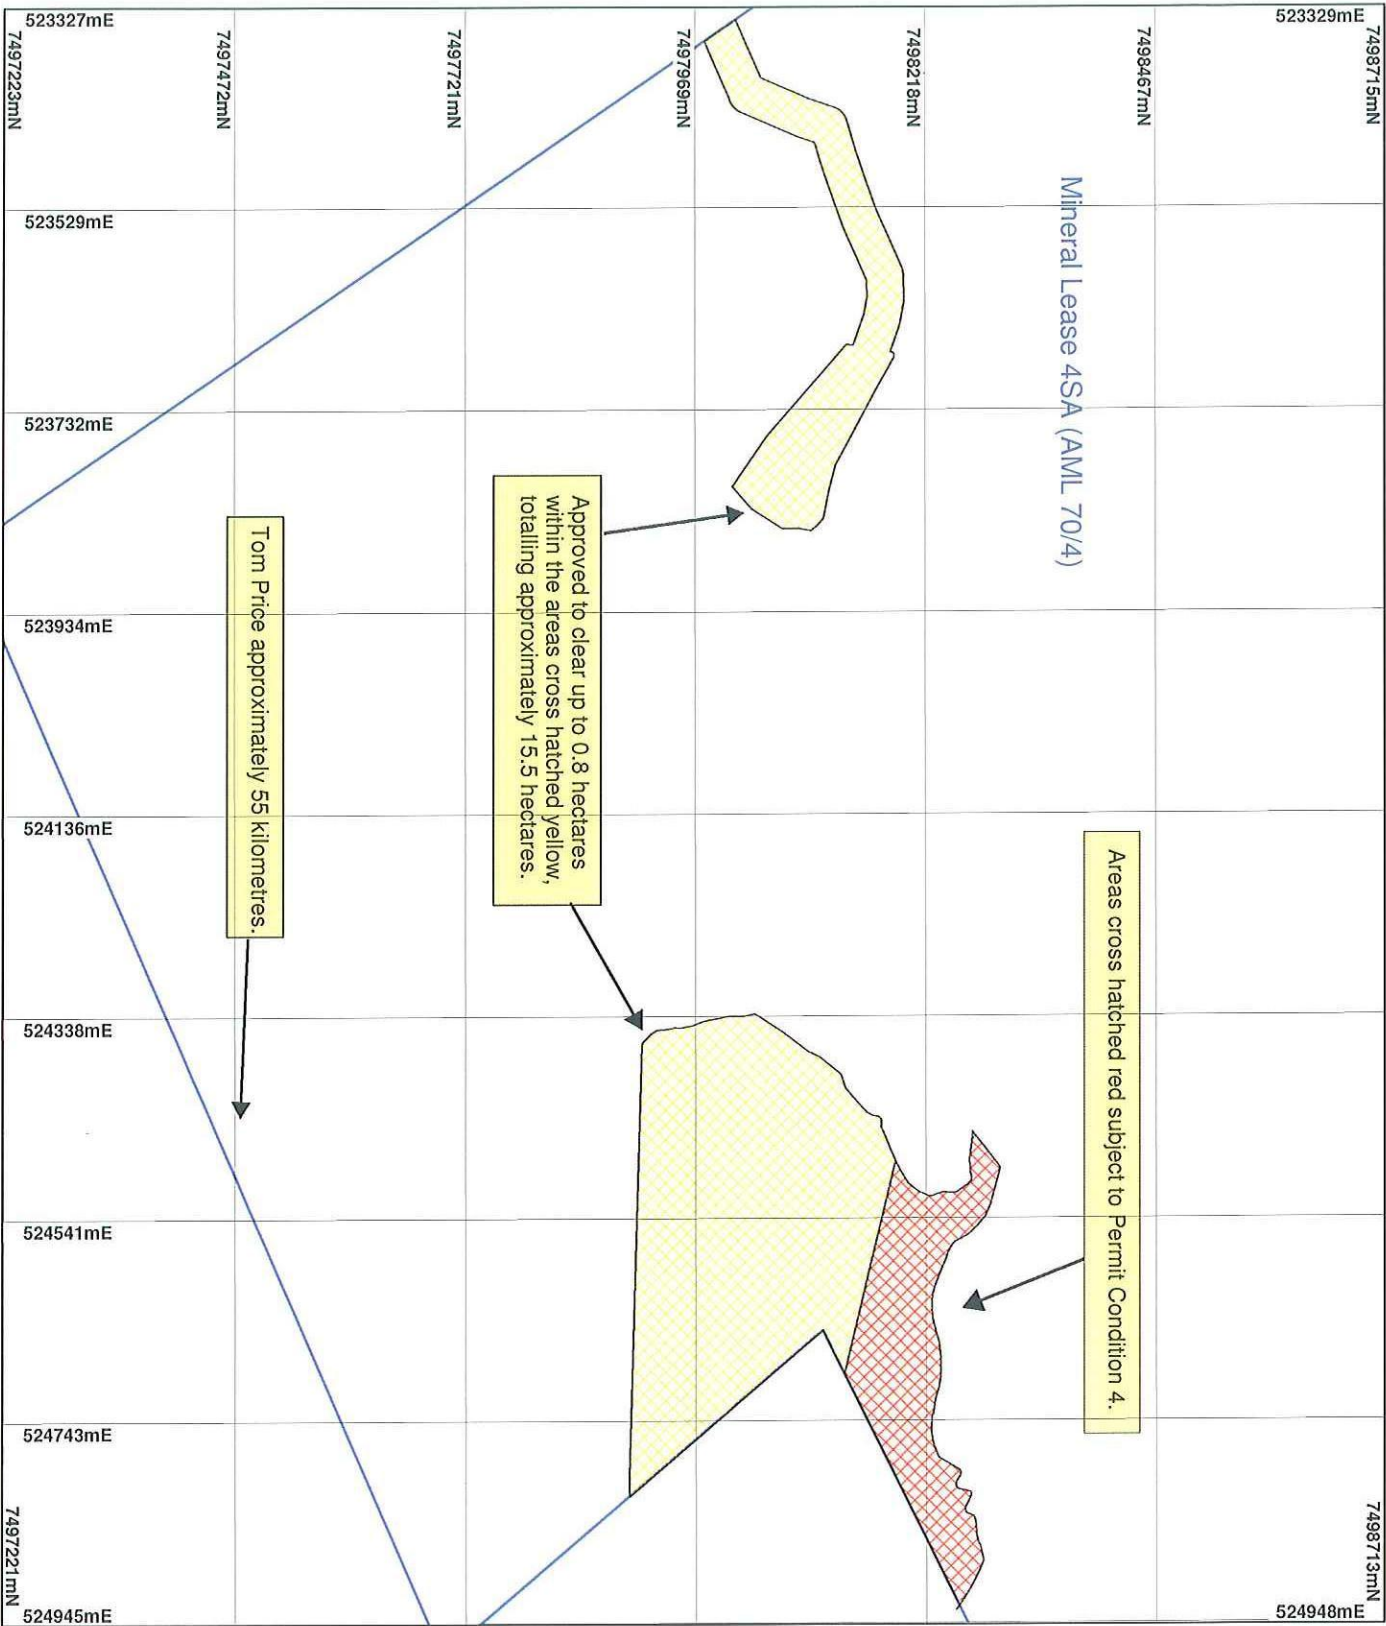 523327mE
523329mE
7497223mN
7497472mN
7497721mN
7497969mN
7498218mN
7498467mN
7498715mN
Mineral Lease 4SA (AML 70/4)
523529mE
523732mE
523934mE
524136mE
524338mE
524541mE
524743mE
524945mE
524948mE
7497221mN
7498713mN
Approved to clear up to 0.8 hectares
within the areas cross hatched yellow,
totalling approximately 15.5 hectares.
Tom Price approximately 55 kilometres.
Areas cross hatched red subject to Permit Condition 4.